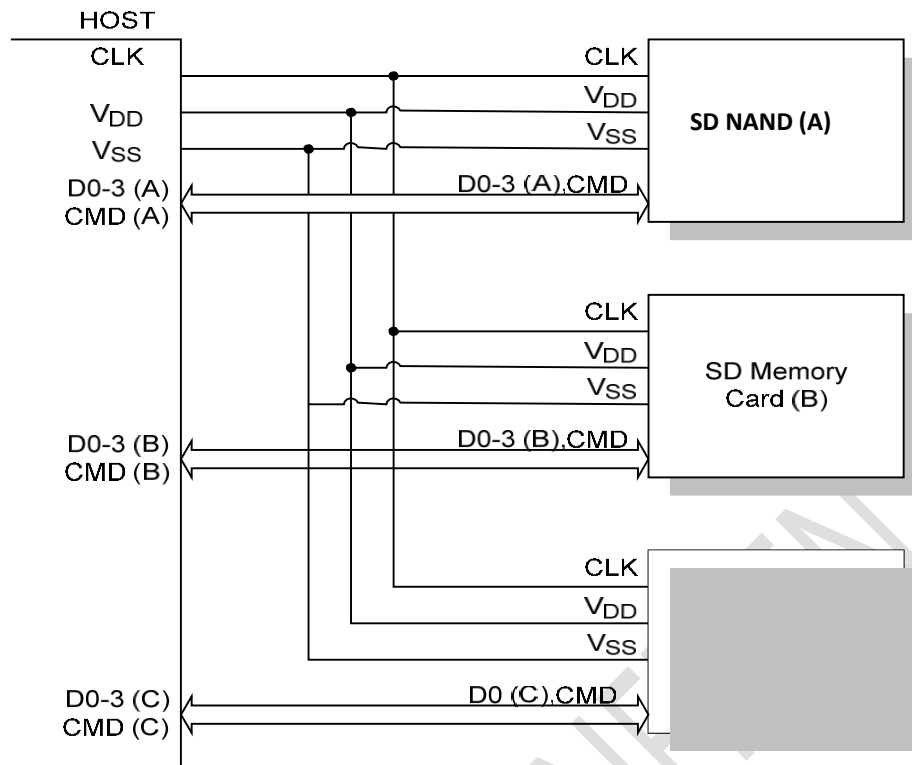 HOST
CLK
VDD
VSS
D0-3 (A)
CMD (A)
CLK
VDD
VSS
D0-3 (A),CMD
SD NAND (A)
CLK
VDD
VSS
D0-3 (B)
CMD (B)
D0-3 (B),CMD
SD Memory
Card (B)
CLK
VDD
VSS
D0-3 (C)
CMD (C)
D0 (C),CMD